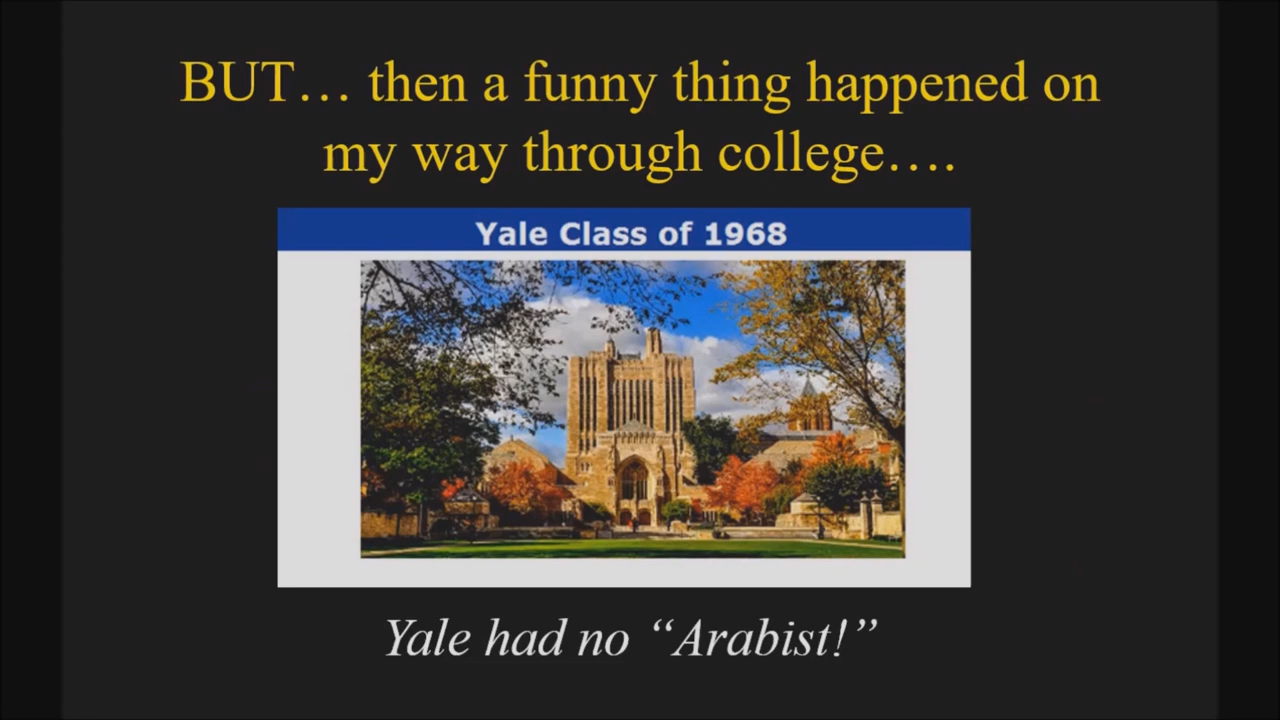 BUT… then a funny thing happened on
my way through college….
Yale Class of 1968
Yale had no “Arabist!”